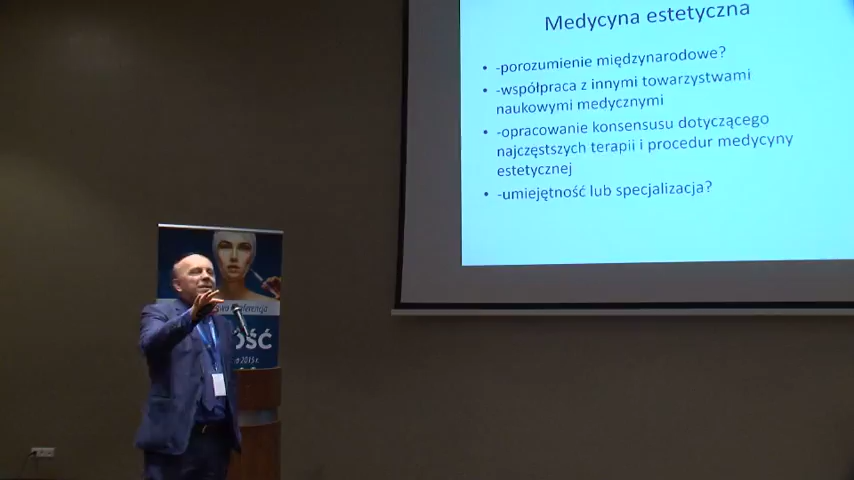 Medycyna estetyczna
• -porozumienie międzynarodowe?
• -współpraca z innymi towarzystwami
naukowymi medycznymi
• -opracowanie konsensusu dotyczącego
najczęstszych terapii i procedur medycyny
estetycznej
• -umiejętność lub specjalizacja?